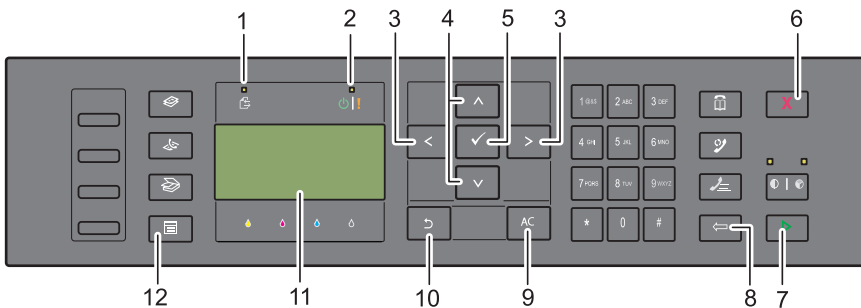 1 2 3 4 5 3 6
X
1 @:./ 2 ABC 3 DEF
4 GHI 5 JKL 6 MNO
7 PQRS 8 TUV 9 WXYZ
* 0 #
AC
12 11 10 9 8 7